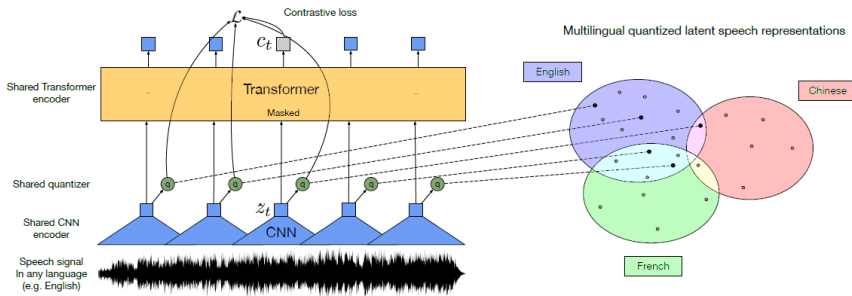 Contrastive loss
ℒ
c_t
Multilingual quantized latent speech representations
Shared Transformer
encoder
Transformer
Masked
English
Chinese
Shared quantizer
q q q q q
z_t
Shared CNN
encoder
CNN
French
Speech signal
In any language
(e.g. English)